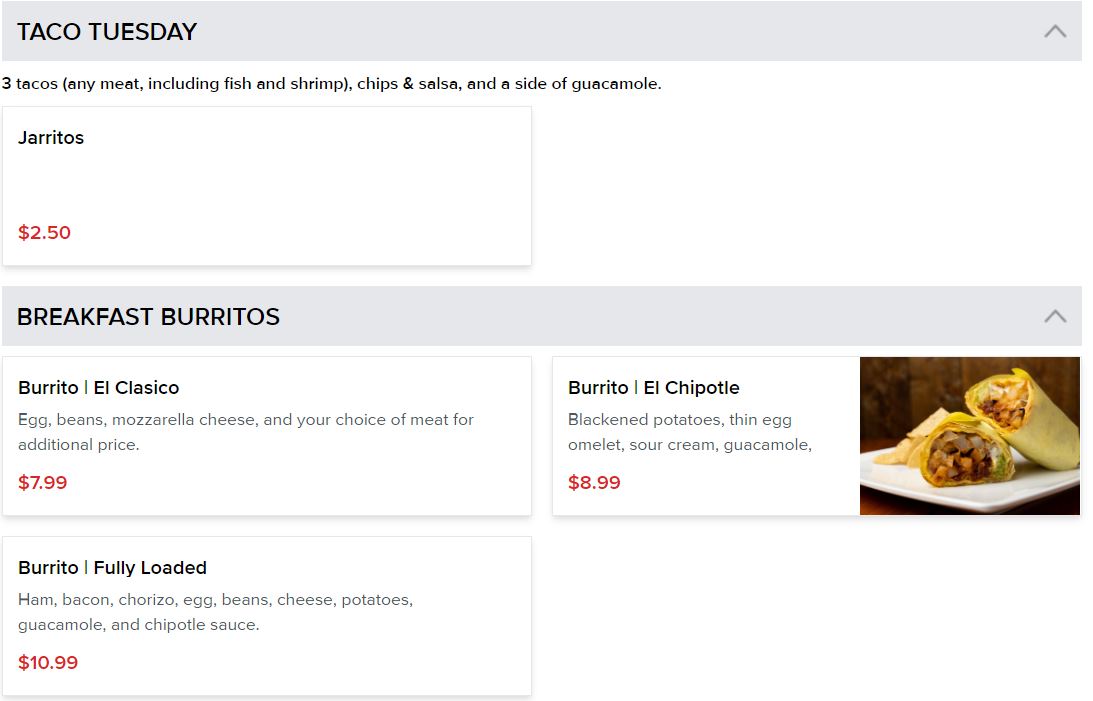 TACO TUESDAY
3 tacos (any meat, including fish and shrimp), chips & salsa, and a side of guacamole.
Jarritos
$2.50
BREAKFAST BURRITOS
Burrito | El Clasico
Egg, beans, mozzarella cheese, and your choice of meat for
additional price.
$7.99
Burrito | El Chipotle
Blackened potatoes, thin egg
omelet, sour cream, guacamole,
$8.99
Burrito | Fully Loaded
Ham, bacon, chorizo, egg, beans, cheese, potatoes,
guacamole, and chipotle sauce.
$10.99